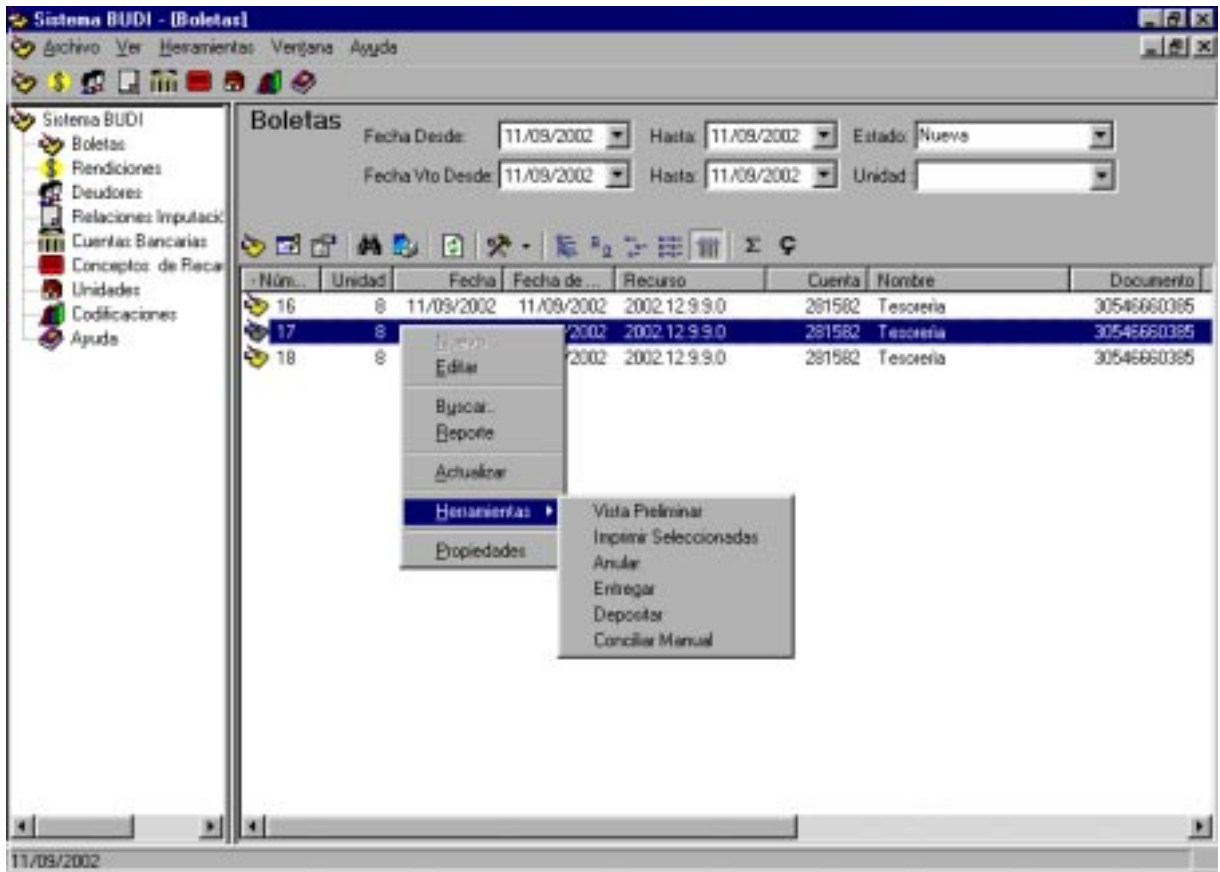 Sistema BUDI - [Boletas]
Archivo Ver Herramientas Ventana Ayuda
Sistema BUDI
Boletas
Rendiciones
Deudores
Relaciones Imputació
Cuentas Bancarias
Conceptos de Recau
Unidades
Codificaciones
Ayuda
Boletas
Fecha Desde: 11/09/2002 Hasta: 11/09/2002 Estado: Nueva
Fecha Vto Desde: 11/09/2002 Hasta: 11/09/2002 Unidad:
Σ Ç
Núm... Unidad Fecha Fecha de ... Recurso Cuenta Nombre Documento
16 8 11/09/2002 11/09/2002 2002.12.9.9.0 281582 Tesorería 30546660385
17 8 /2002 2002.12.9.9.0 281582 Tesorería 30546660385
18 8 /2002 2002.12.9.9.0 281582 Tesorería 30546660385
Nuevo
Editar
Buscar..
Reporte
Actualizar
Herramientas
Propiedades
Vista Preliminar
Imprimir Seleccionadas
Anular
Entregar
Depositar
Conciliar Manual
11/09/2002